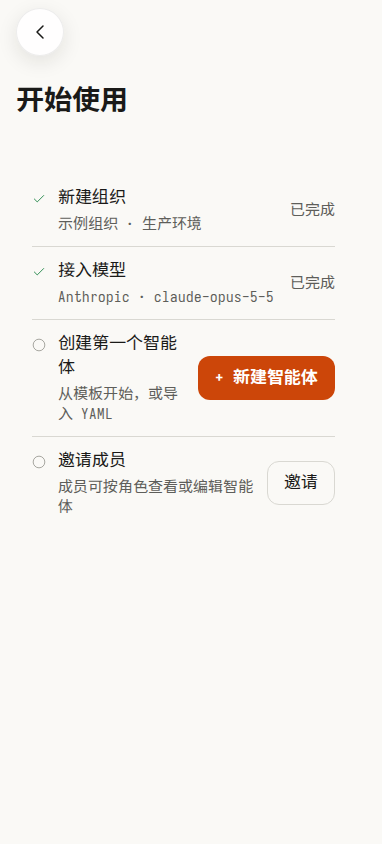 开始使用
新建组织
示例组织 · 生产环境
已完成
接入模型
Anthropic · claude-opus-5-5
已完成
创建第一个智能
体
从模板开始，或导
入 YAML
+ 新建智能体
邀请成员
成员可按角色查看或编辑智能
体
邀请